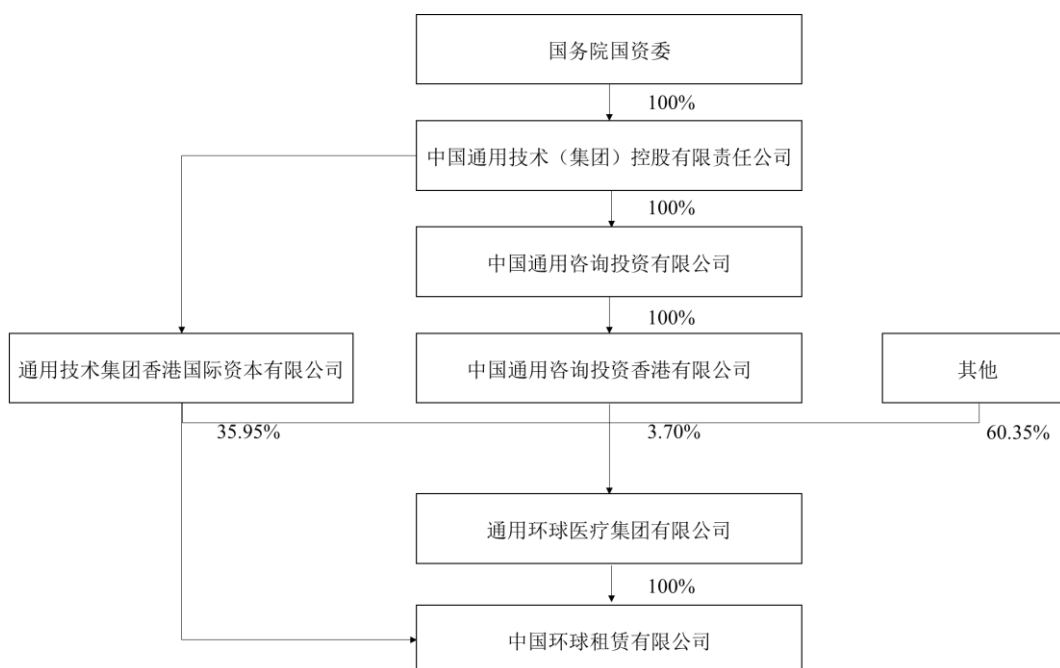 国务院国资委
100%
中国通用技术（集团）控股有限责任公司
100%
中国通用咨询投资有限公司
100%
通用技术集团香港国际资本有限公司
中国通用咨询投资香港有限公司
其他
35.95%
3.70%
60.35%
通用环球医疗集团有限公司
100%
中国环球租赁有限公司